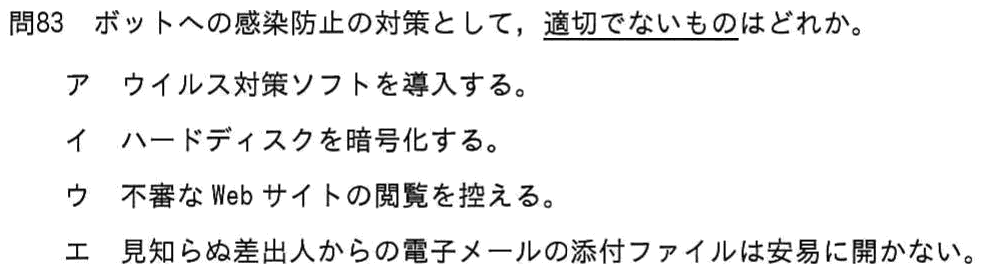 問83　ボットへの感染防止の対策として，適切でないものはどれか。
ア　ウイルス対策ソフトを導入する。
イ　ハードディスクを暗号化する。
ウ　不審な Web サイトの閲覧を控える。
エ　見知らぬ差出人からの電子メールの添付ファイルは安易に開かない。